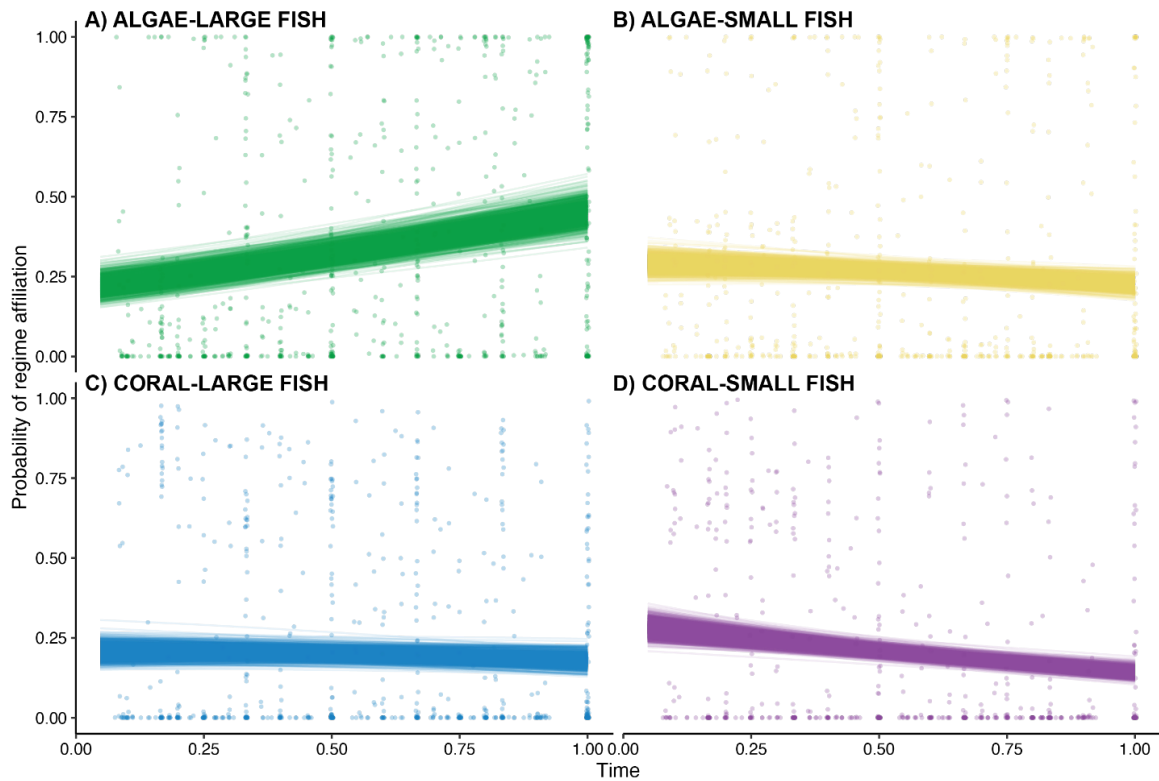 A) ALGAE-LARGE FISH
B) ALGAE-SMALL FISH
1.00
0.75
0.50
0.25
0.00
Probability of regime affiliation
C) CORAL-LARGE FISH
D) CORAL-SMALL FISH
1.00
0.75
0.50
0.25
0.00
0.00 0.25 0.50 0.75 1.00 0.00 0.25 0.50 0.75 1.00
Time